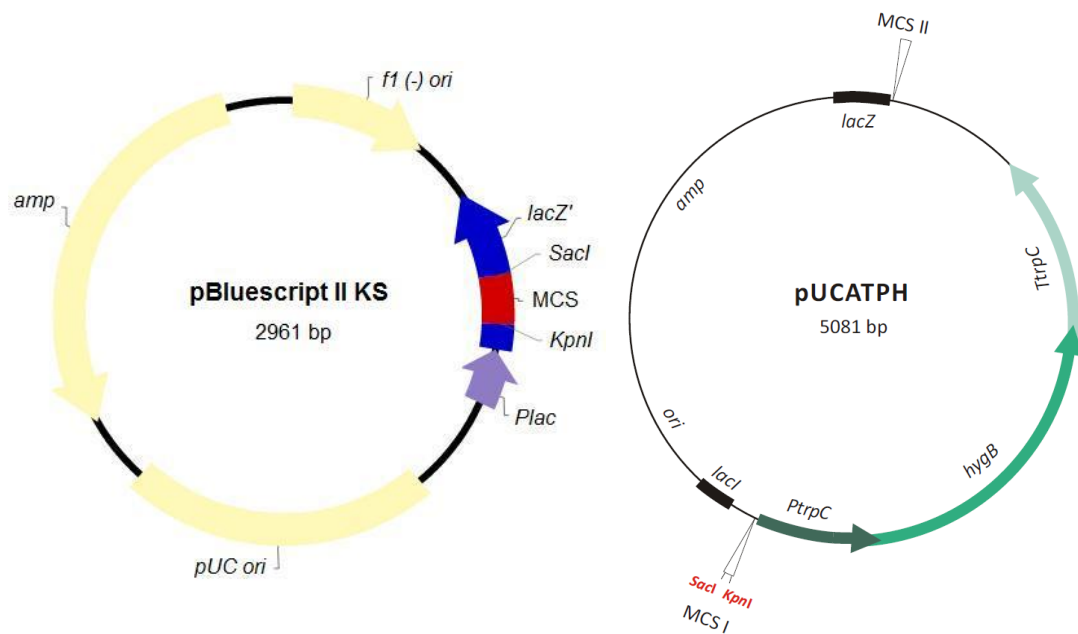 f1 (-) ori
amp
lacZ'
SacI
pBluescript II KS
MCS
2961 bp
KpnI
Plac
pUC ori
MCS II
lacZ
amp
TtrpC
pUCATPH
5081 bp
ori
hygB
lacI
PtrpC
SacI KpnI
MCS I